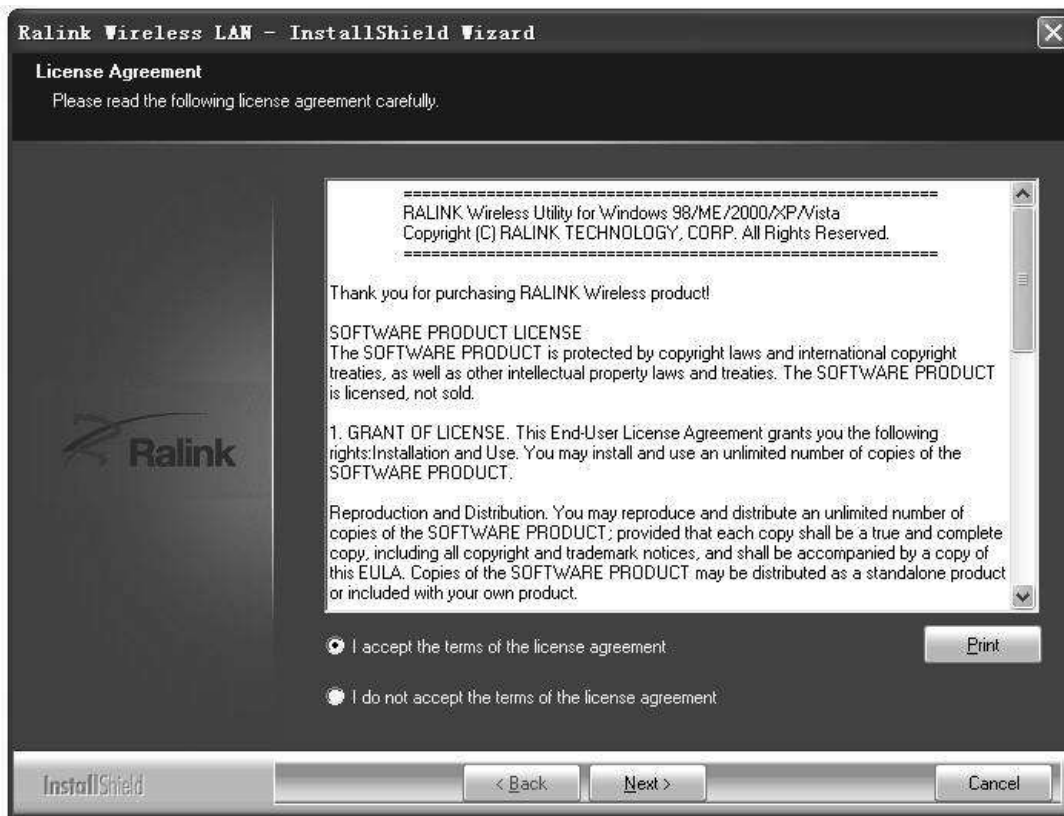 Ralink Wireless LAN - InstallShield Wizard
License Agreement
Please read the following license agreement carefully.
==========================================================
RALINK Wireless Utility for Windows 98/ME/2000/XP/Vista
Copyright (C) RALINK TECHNOLOGY, CORP. All Rights Reserved.
==========================================================
Thank you for purchasing RALINK Wireless product!
SOFTWARE PRODUCT LICENSE
The SOFTWARE PRODUCT is protected by copyright laws and international copyright
treaties, as well as other intellectual property laws and treaties. The SOFTWARE PRODUCT
is licensed, not sold.
1. GRANT OF LICENSE. This End-User License Agreement grants you the following
rights:Installation and Use. You may install and use an unlimited number of copies of the
SOFTWARE PRODUCT.
Reproduction and Distribution. You may reproduce and distribute an unlimited number of
copies of the SOFTWARE PRODUCT; provided that each copy shall be a true and complete
copy, including all copyright and trademark notices, and shall be accompanied by a copy of
this EULA. Copies of the SOFTWARE PRODUCT may be distributed as a standalone product
or included with your own product.
Ralink
I accept the terms of the license agreement
Print
I do not accept the terms of the license agreement
InstallShield
< Back
Next >
Cancel